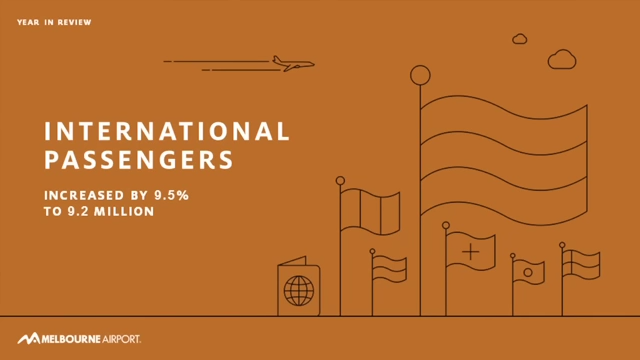 YEAR IN REVIEW
INTERNATIONAL
PASSENGERS
INCREASED BY 9.5%
TO 9.2 MILLION
MELBOURNE AIRPORT.